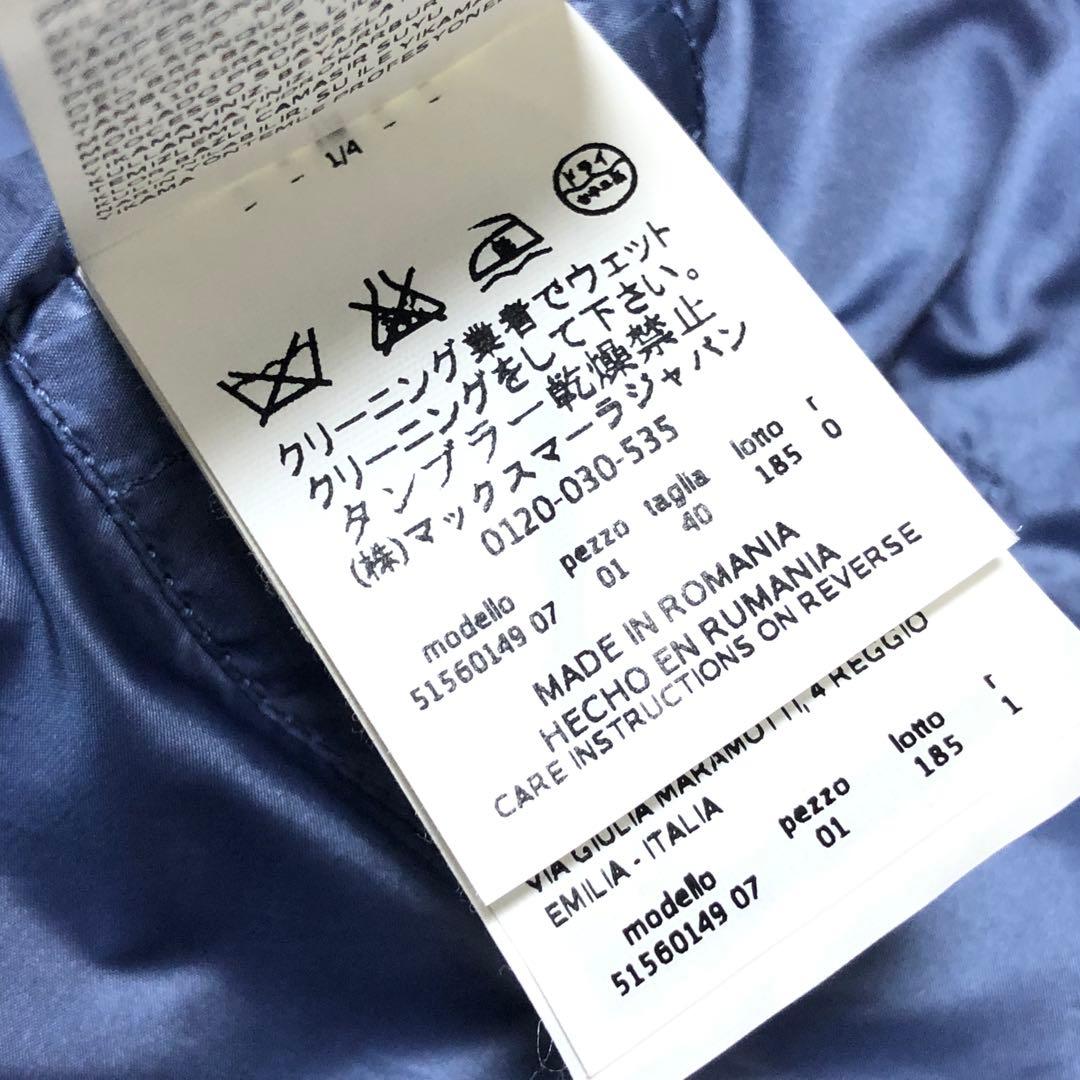 1/4
ドライ
クリーニング業者でウェット
クリーニングをして下さい。
タンブラー乾燥禁止
(株)マックスマーラジャパン
0120-030-535
modello pezzo taglia lotto r
51560149 07 01 40 185 0
MADE IN ROMANIA
HECHO EN RUMANIA
CARE INSTRUCTIONS ON REVERSE
VIA GIULIA MARAMOTTI, 4 REGGIO
EMILIA - ITALIA
modello pezzo lotto r
51560149 07 01 185 1